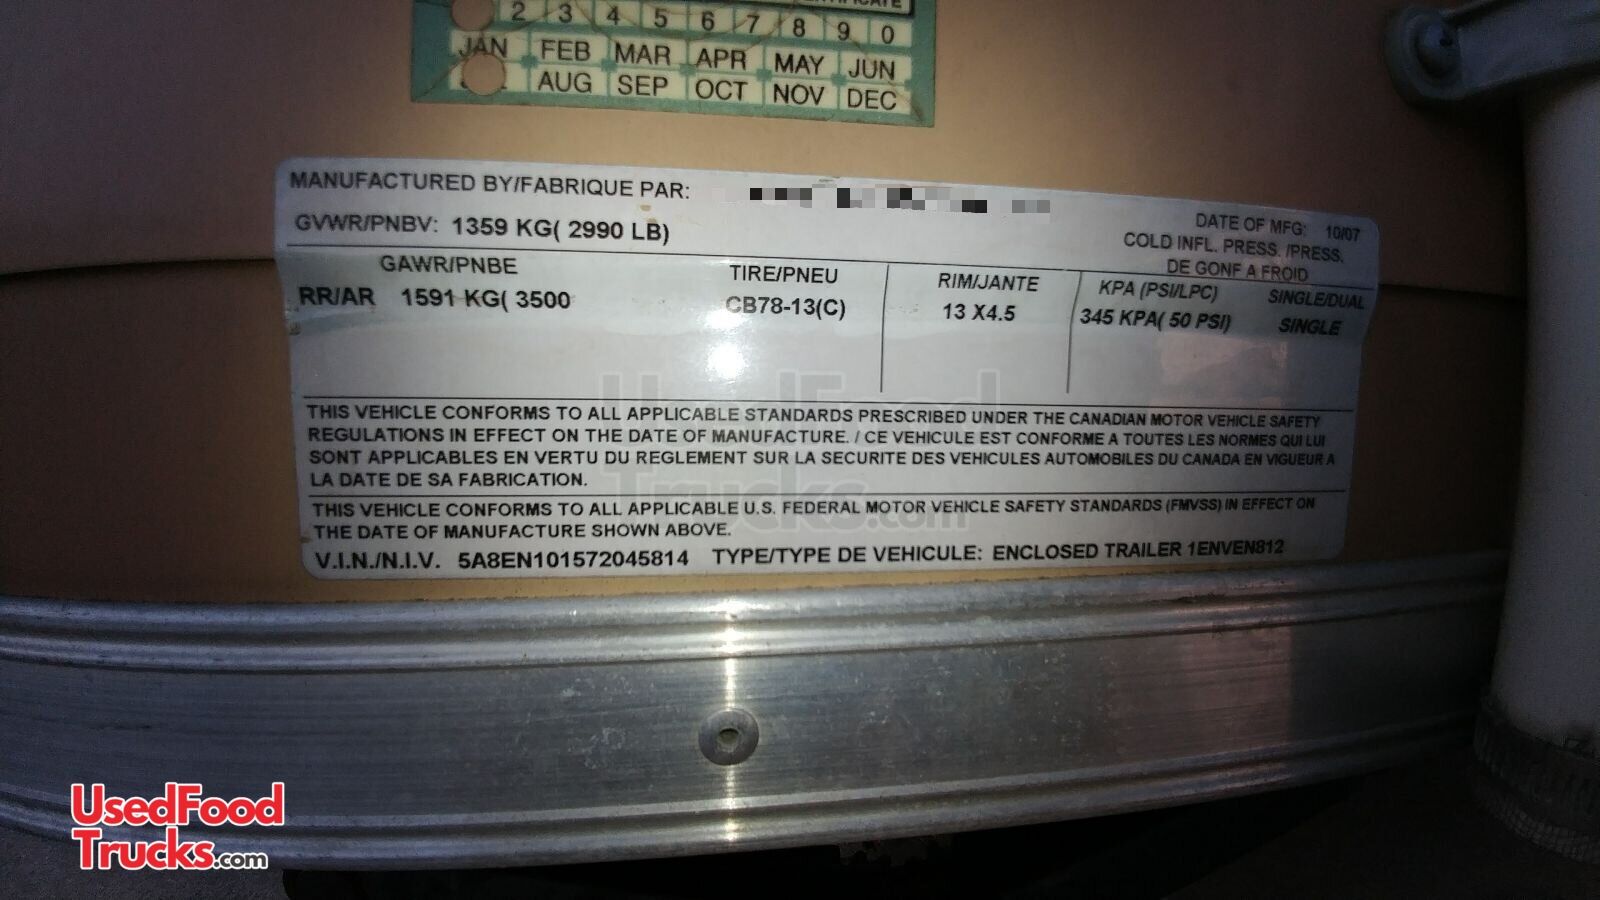 CERTIFICATE
2 3 4 5 6 7 8 9 0
JAN FEB MAR APR MAY JUN
AUG SEP OCT NOV DEC
MANUFACTURED BY/FABRIQUE PAR:
GVWR/PNBV: 1359 KG( 2990 LB)
DATE OF MFG: 10/07
COLD INFL. PRESS. /PRESS.
DE GONF A FROID
GAWR/PNBE TIRE/PNEU RIM/JANTE KPA (PSI/LPC) SINGLE/DUAL
RR/AR 1591 KG( 3500 CB78-13(C) 13 X4.5 345 KPA( 50 PSI) SINGLE
THIS VEHICLE CONFORMS TO ALL APPLICABLE STANDARDS PRESCRIBED UNDER THE CANADIAN MOTOR VEHICLE SAFETY
REGULATIONS IN EFFECT ON THE DATE OF MANUFACTURE. / CE VEHICULE EST CONFORME A TOUTES LES NORMES QUI LUI
SONT APPLICABLES EN VERTU DU REGLEMENT SUR LA SECURITE DES VEHICULES AUTOMOBILES DU CANADA EN VIGUEUR A
LA DATE DE SA FABRICATION.
THIS VEHICLE CONFORMS TO ALL APPLICABLE U.S. FEDERAL MOTOR VEHICLE SAFETY STANDARDS (FMVSS) IN EFFECT ON
THE DATE OF MANUFACTURE SHOWN ABOVE.
V.I.N./N.I.V. 5A8EN101572045814 TYPE/TYPE DE VEHICULE: ENCLOSED TRAILER 1ENVEN812
UsedFood
Trucks.com
UsedFood
Trucks.com